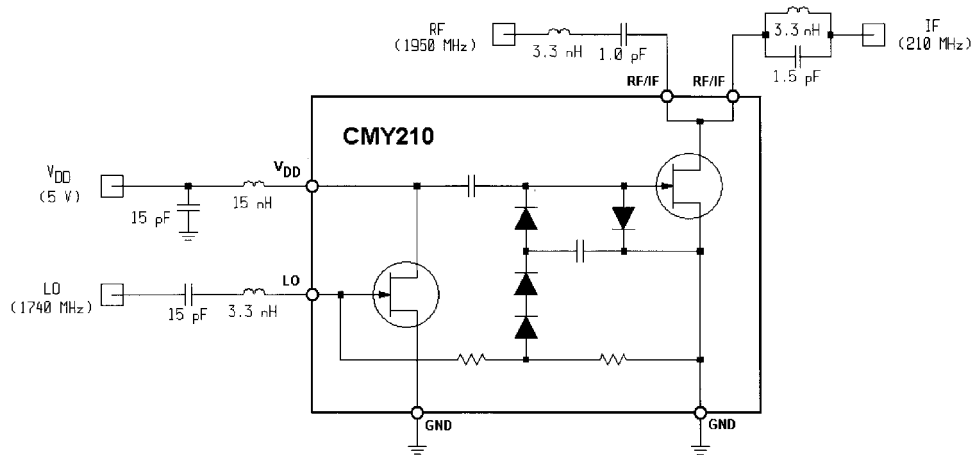 RF
(1950 MHz)
3.3 nH
1.0 pF
3.3 nH
1.5 pF
IF
(210 MHz)
RF/IF
RF/IF
CMY210
VDD
(5 V)
15 pF
15 nH
VDD
LO
(1740 MHz)
15 pF
3.3 nH
LO
GND
GND